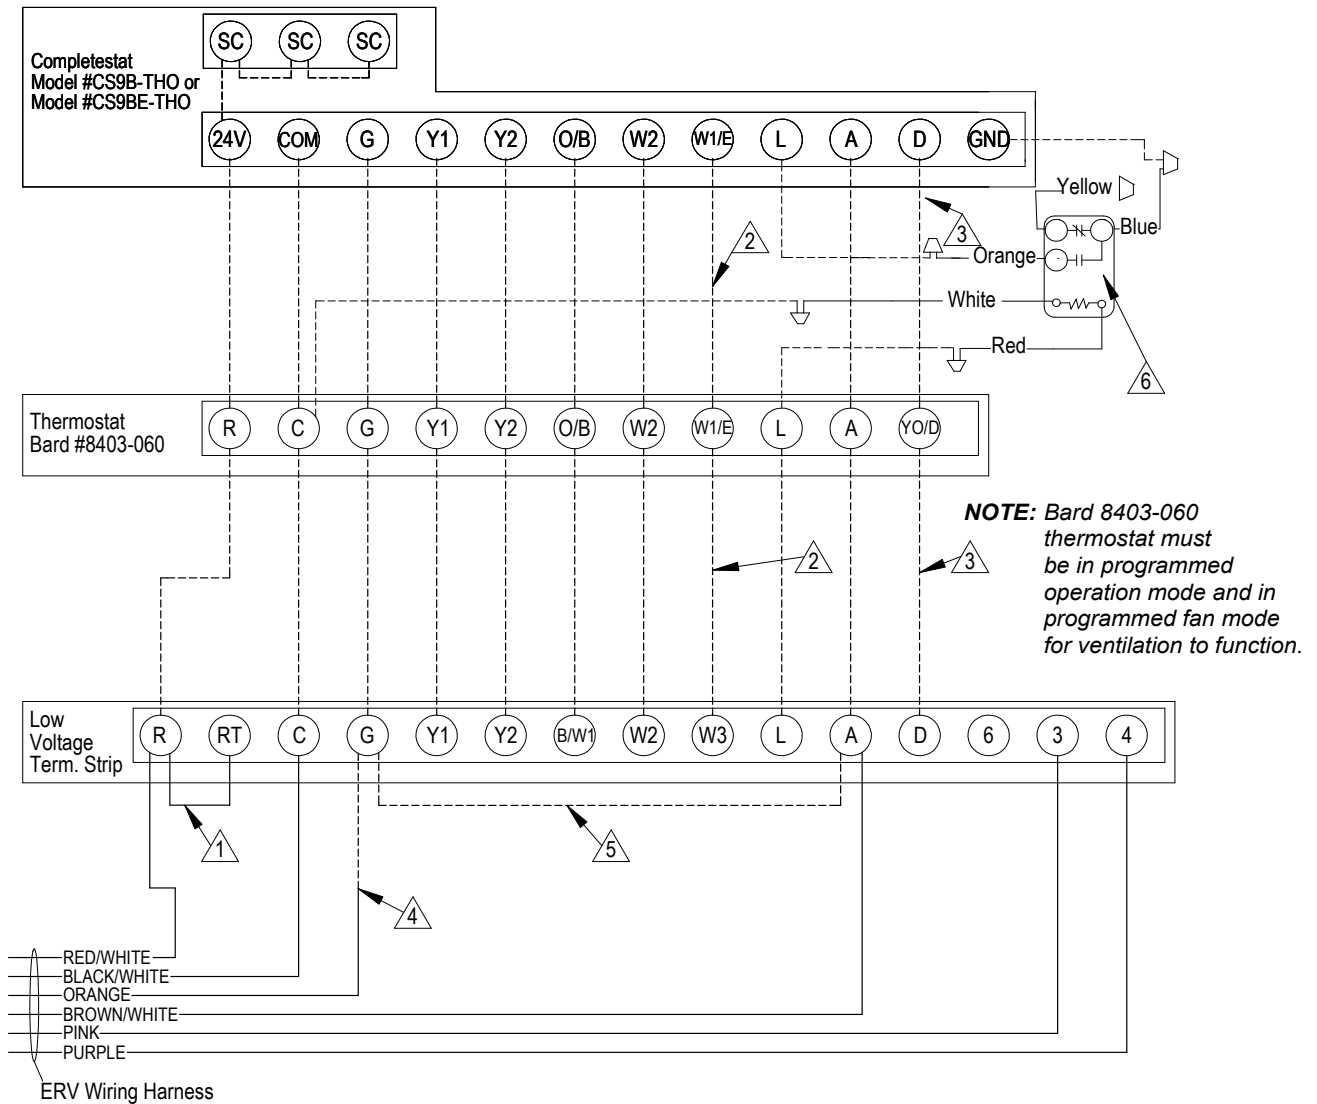 SC SC SC
Completestat
Model #CS9B-THO or
Model #CS9BE-THO
24V COM G Y1 Y2 O/B W2 W1/E L A D GND
Yellow
Blue
2
3
Orange
White
Red
6
Thermostat
Bard #8403-060
R C G Y1 Y2 O/B W2 W1/E L A YO/D
NOTE: Bard 8403-060
thermostat must
be in programmed
operation mode and in
programmed fan mode
for ventilation to function.
2
3
Low
Voltage
Term. Strip
R RT C G Y1 Y2 B/W1 W2 W3 L A D 6 3 4
1
5
4
RED/WHITE
BLACK/WHITE
ORANGE
BROWN/WHITE
PINK
PURPLE
ERV Wiring Harness